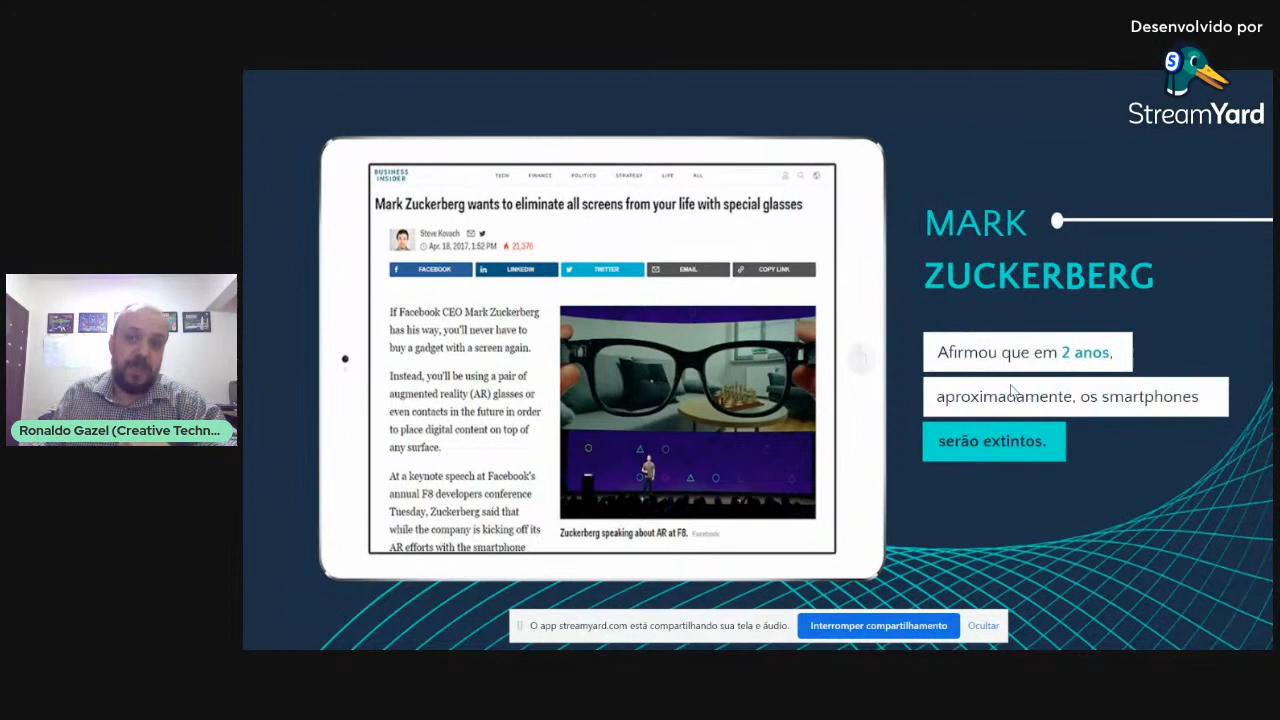 Desenvolvido por
S
StreamYard
BUSINESS
INSIDER
TECH FINANCE POLITICS STRATEGY LIFE ALL
Mark Zuckerberg wants to eliminate all screens from your life with special glasses
Steve Kovach
Apr. 18, 2017, 1:52 PM 21,376
FACEBOOK LINKEDIN TWITTER EMAIL COPY LINK
If Facebook CEO Mark Zuckerberg
has his way, you'll never have to
buy a gadget with a screen again.
Instead, you'll be using a pair of
augmented reality (AR) glasses or
even contacts in the future in order
to place digital content on top of
any surface.
At a keynote speech at Facebook's
annual F8 developers conference
Tuesday, Zuckerberg said that
while the company is kicking off its
AR efforts with the smartphone
Zuckerberg speaking about AR at F8. Facebook
MARK
ZUCKERBERG
Afirmou que em 2 anos,
aproximadamente, os smartphones
serão extintos.
Ronaldo Gazel (Creative Techn...
O app streamyard.com está compartilhando sua tela e áudio. Interromper compartilhamento Ocultar